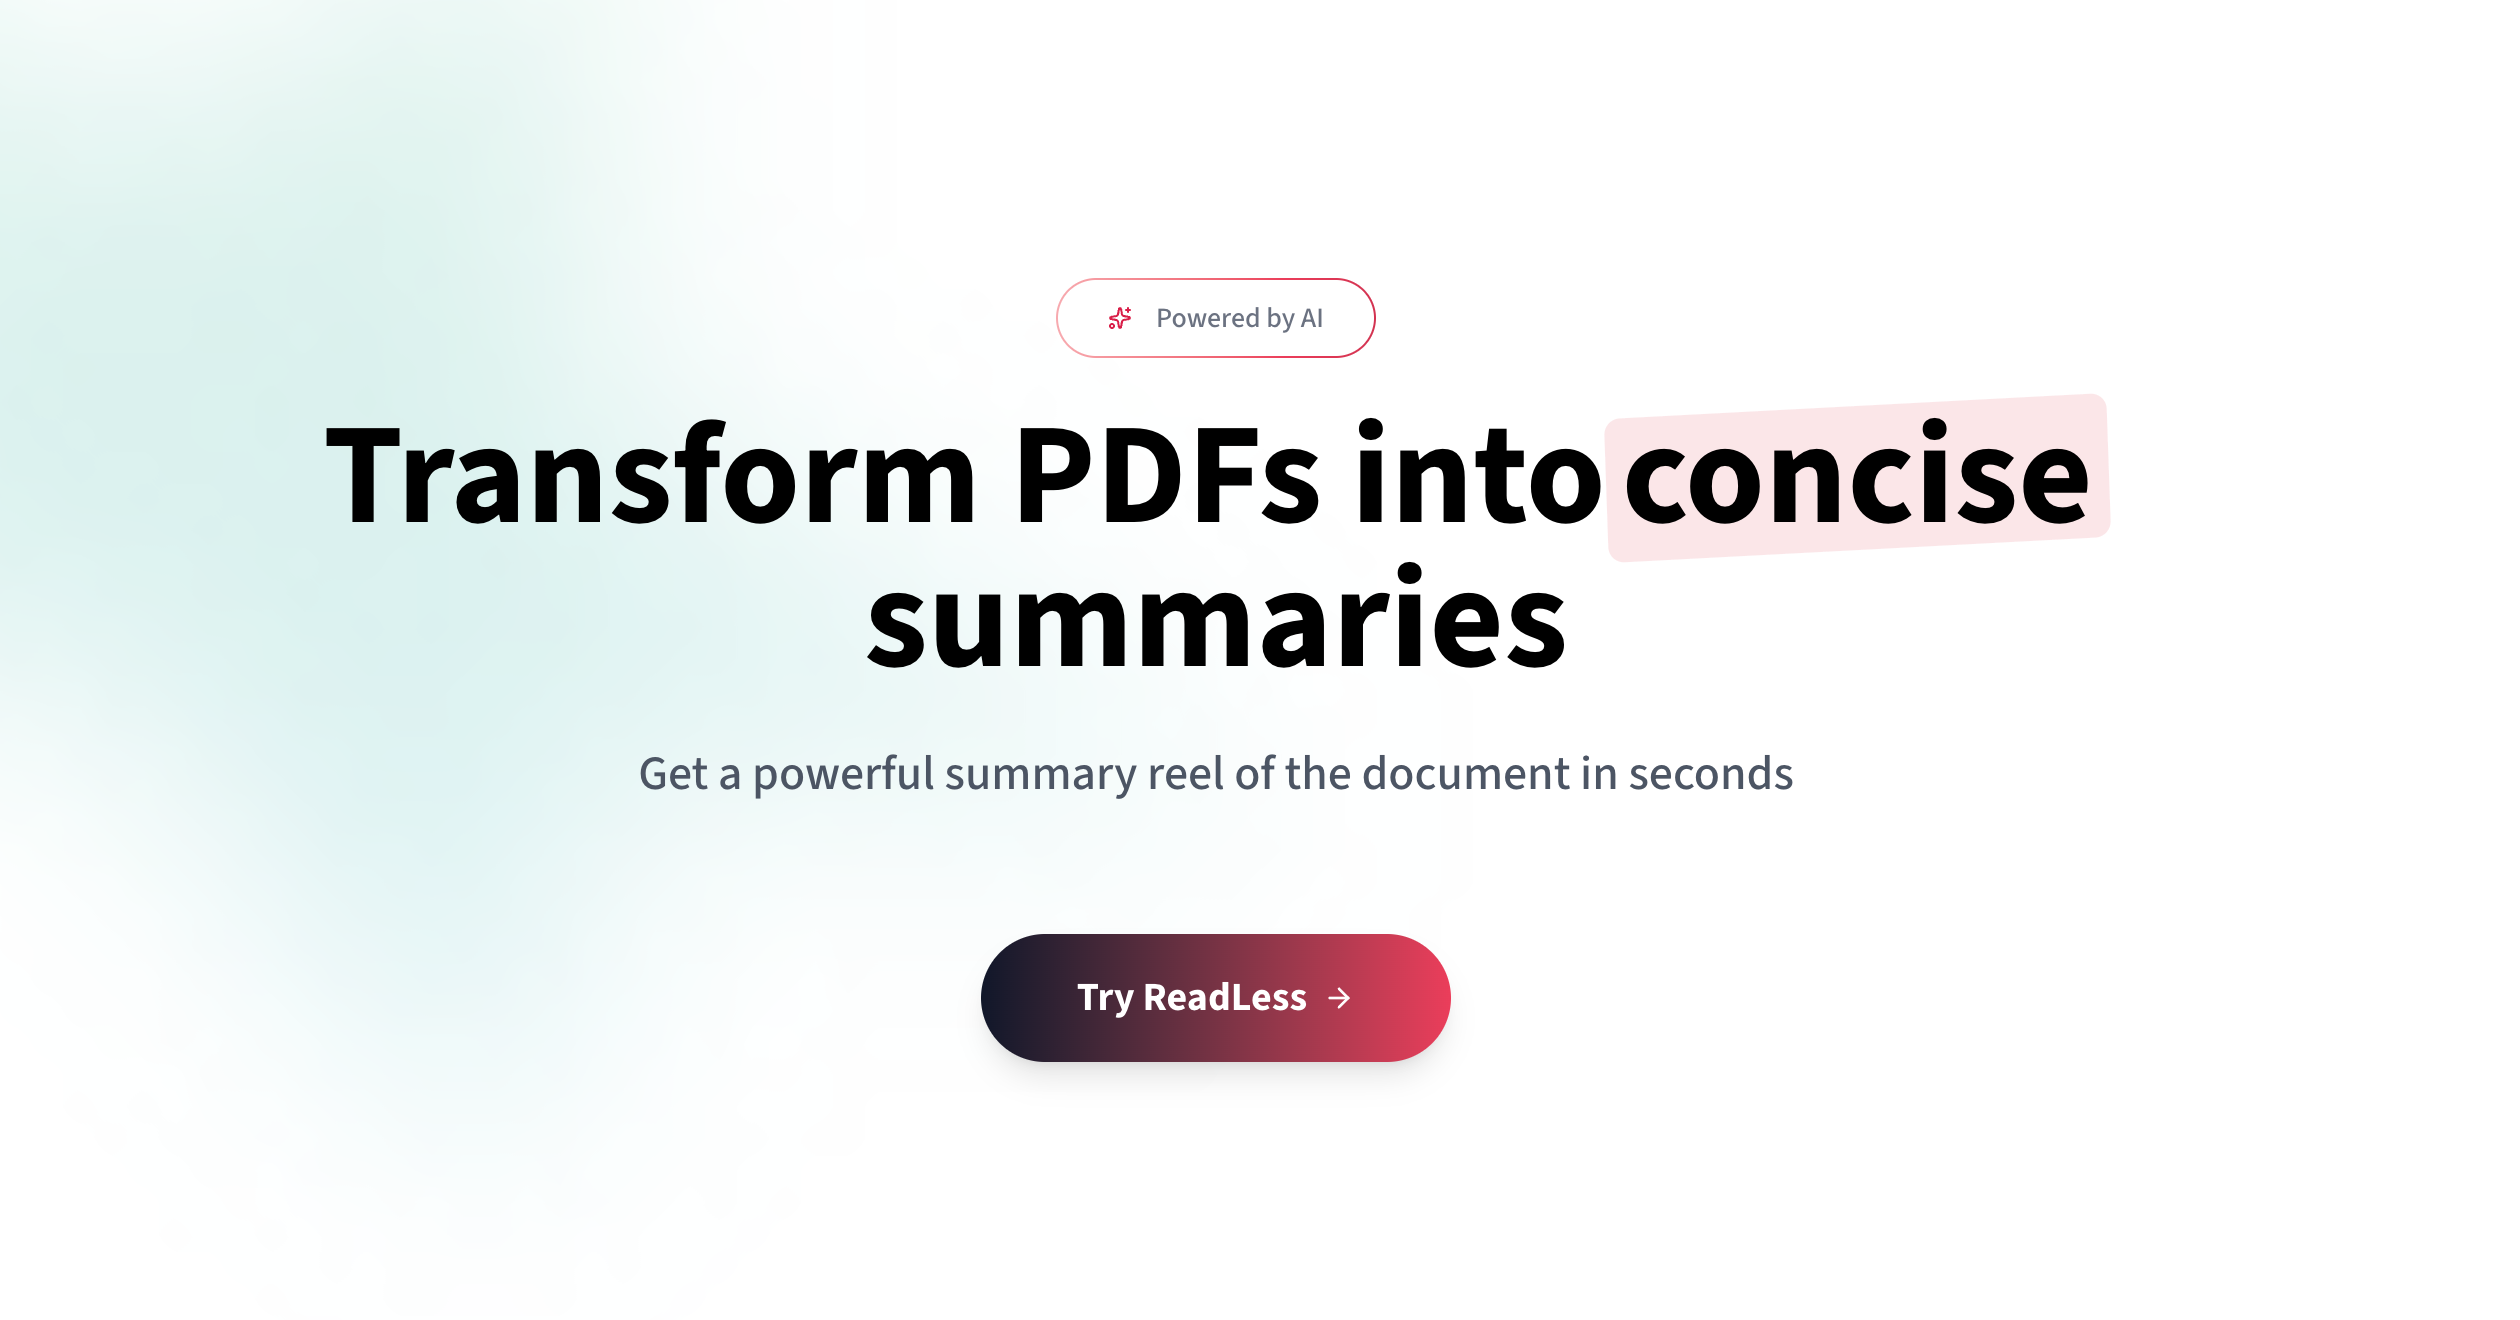 Powered by AI
Transform PDFs into concise
summaries
Get a powerful summary reel of the document in seconds
Try ReadLess